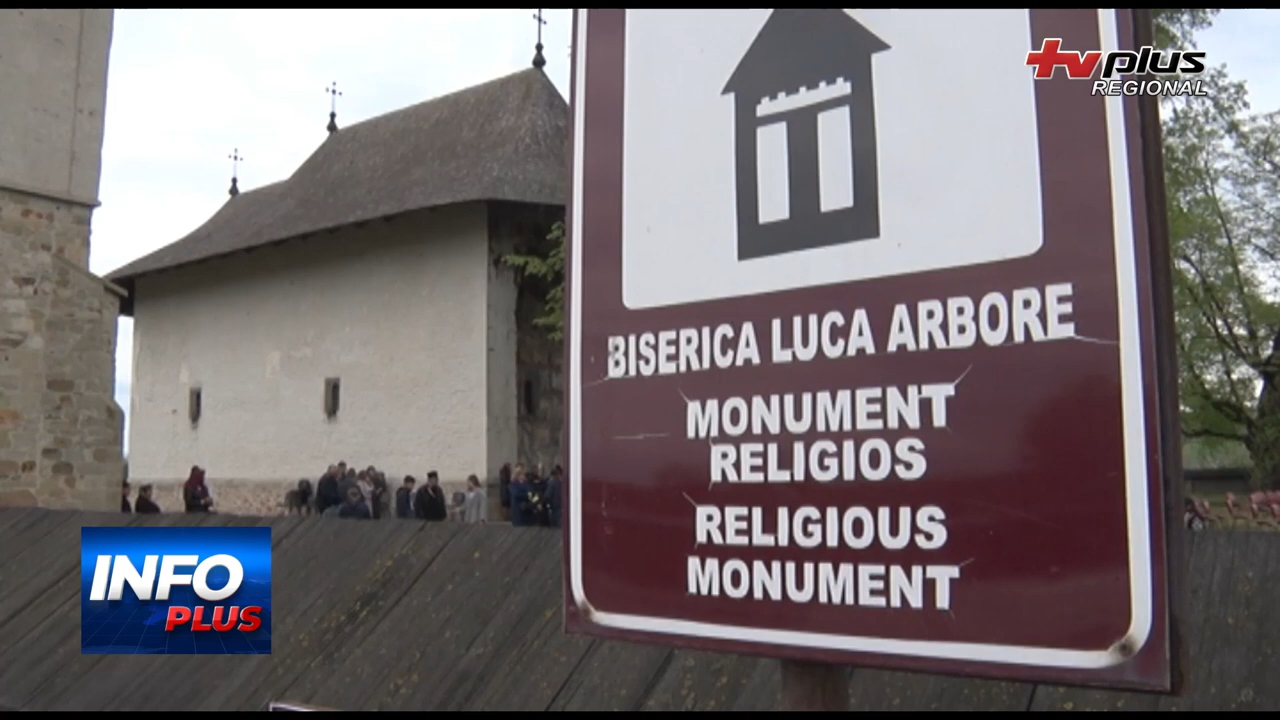 tvplus
REGIONAL
BISERICA LUCA ARBORE
MONUMENT
RELIGIOS
RELIGIOUS
MONUMENT
INFO
PLUS